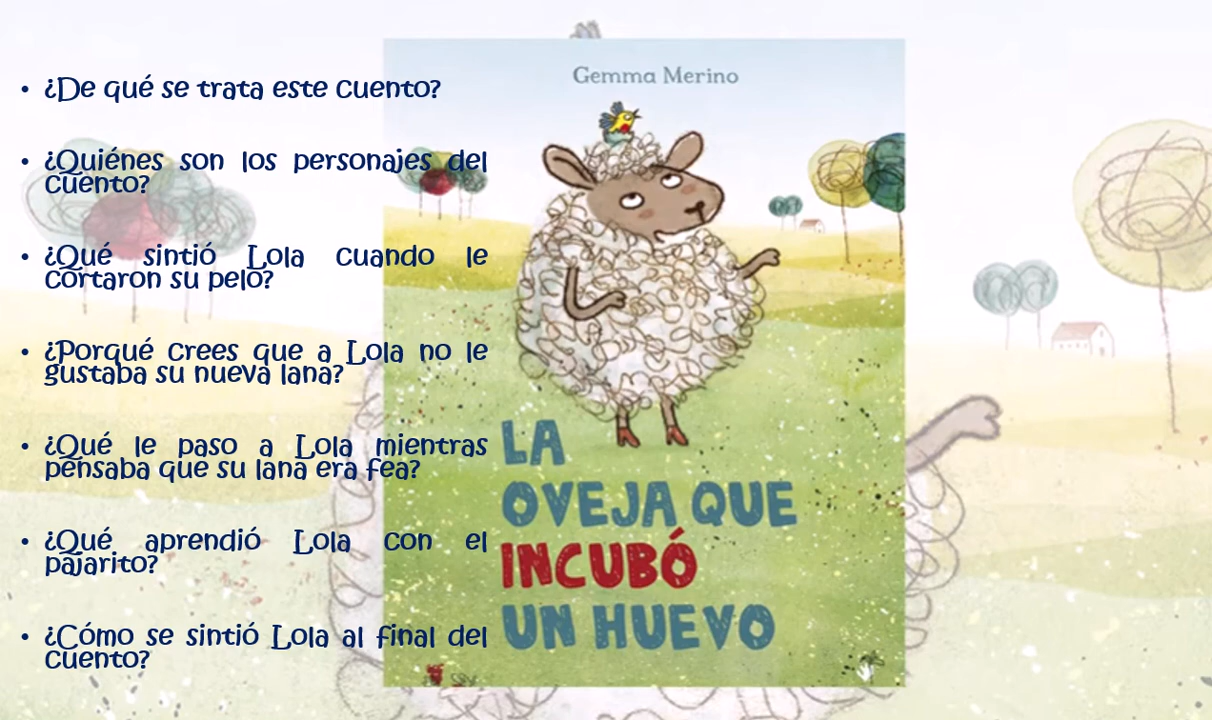 • ¿De qué se trata este cuento?
• ¿Quiénes son los personajes del
cuento?
• ¿Qué sintió Lola cuando le
cortaron su pelo?
• ¿Porqué crees que a Lola no le
gustaba su nueva lana?
• ¿Qué le paso a Lola mientras
pensaba que su lana era fea?
• ¿Qué aprendió Lola con el
pajarito?
• ¿Cómo se sintió Lola al final del
cuento?
Gemma Merino
LA
OVEJA QUE
INCUBÓ
UN HUEVO